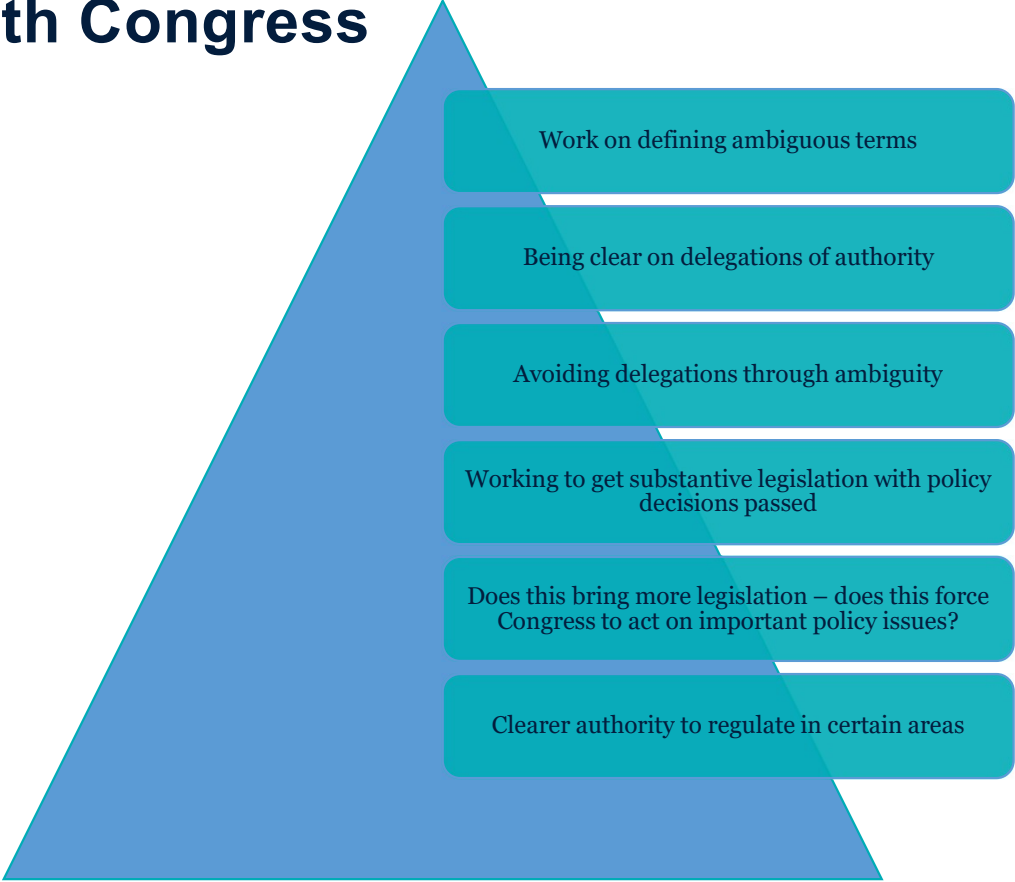 th Congress
Work on defining ambiguous terms
Being clear on delegations of authority
Avoiding delegations through ambiguity
Working to get substantive legislation with policy
decisions passed
Does this bring more legislation – does this force
Congress to act on important policy issues?
Clearer authority to regulate in certain areas